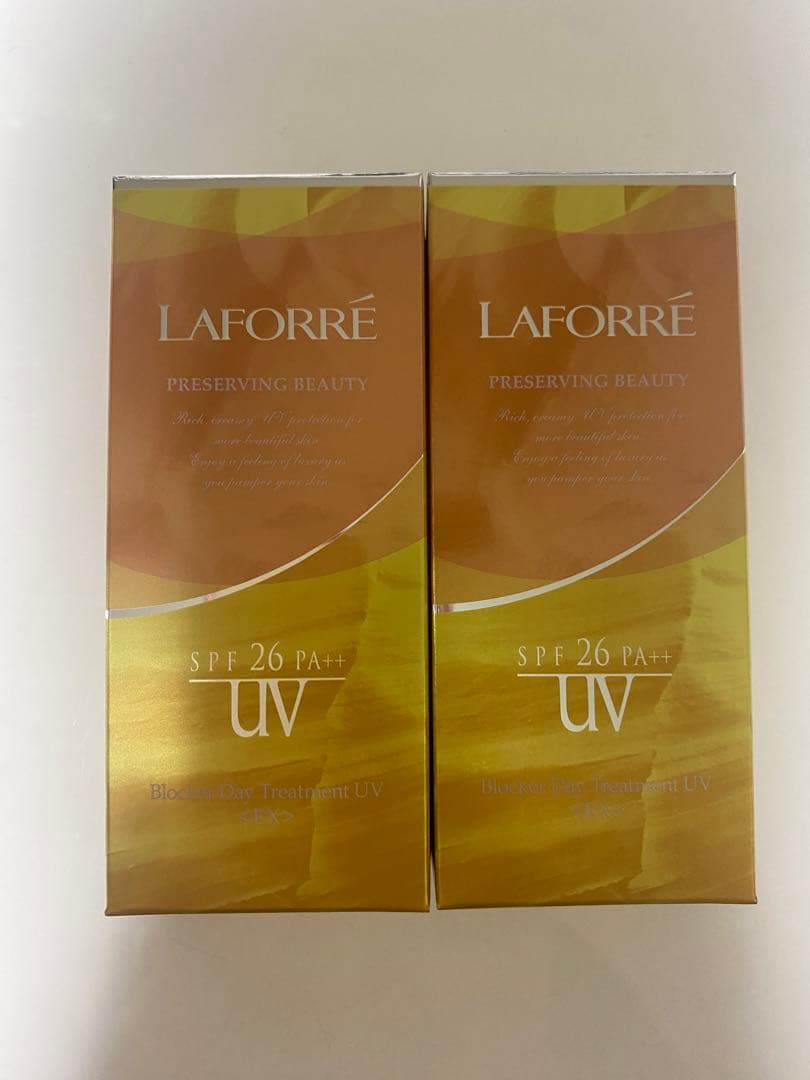 LAFORRÉ
PRESERVING BEAUTY
Rich, creamy UV protection for
more beautiful skin.
Enjoy a feeling of luxury as
you pamper your skin.
SPF 26 PA++
UV
Blocker Day Treatment UV
<EX>
LAFORRÉ
PRESERVING BEAUTY
Rich, creamy UV protection for
more beautiful skin.
Enjoy a feeling of luxury as
you pamper your skin.
SPF 26 PA++
UV
Blocker Day Treatment UV
<EX>